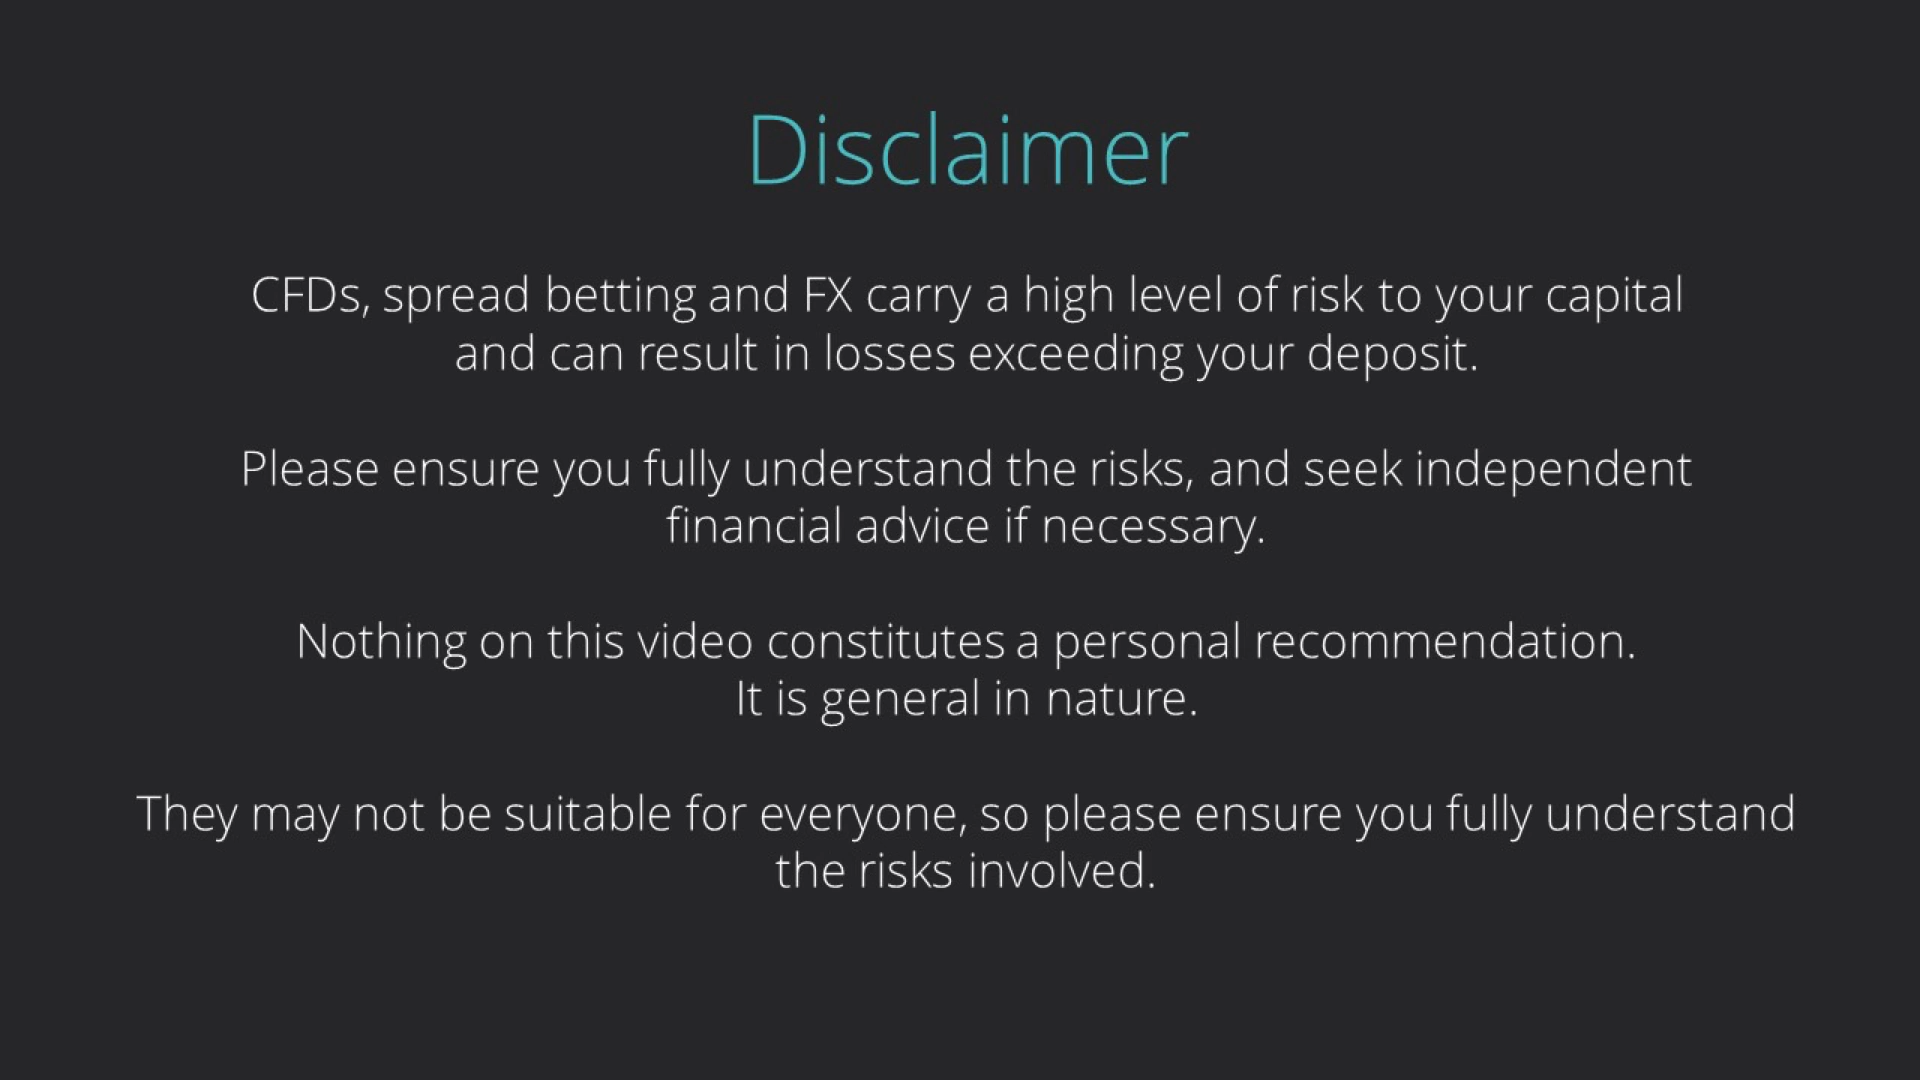 Disclaimer
CFDs, spread betting and FX carry a high level of risk to your capital
and can result in losses exceeding your deposit.
Please ensure you fully understand the risks, and seek independent
financial advice if necessary.
Nothing on this video constitutes a personal recommendation.
It is general in nature.
They may not be suitable for everyone, so please ensure you fully understand
the risks involved.